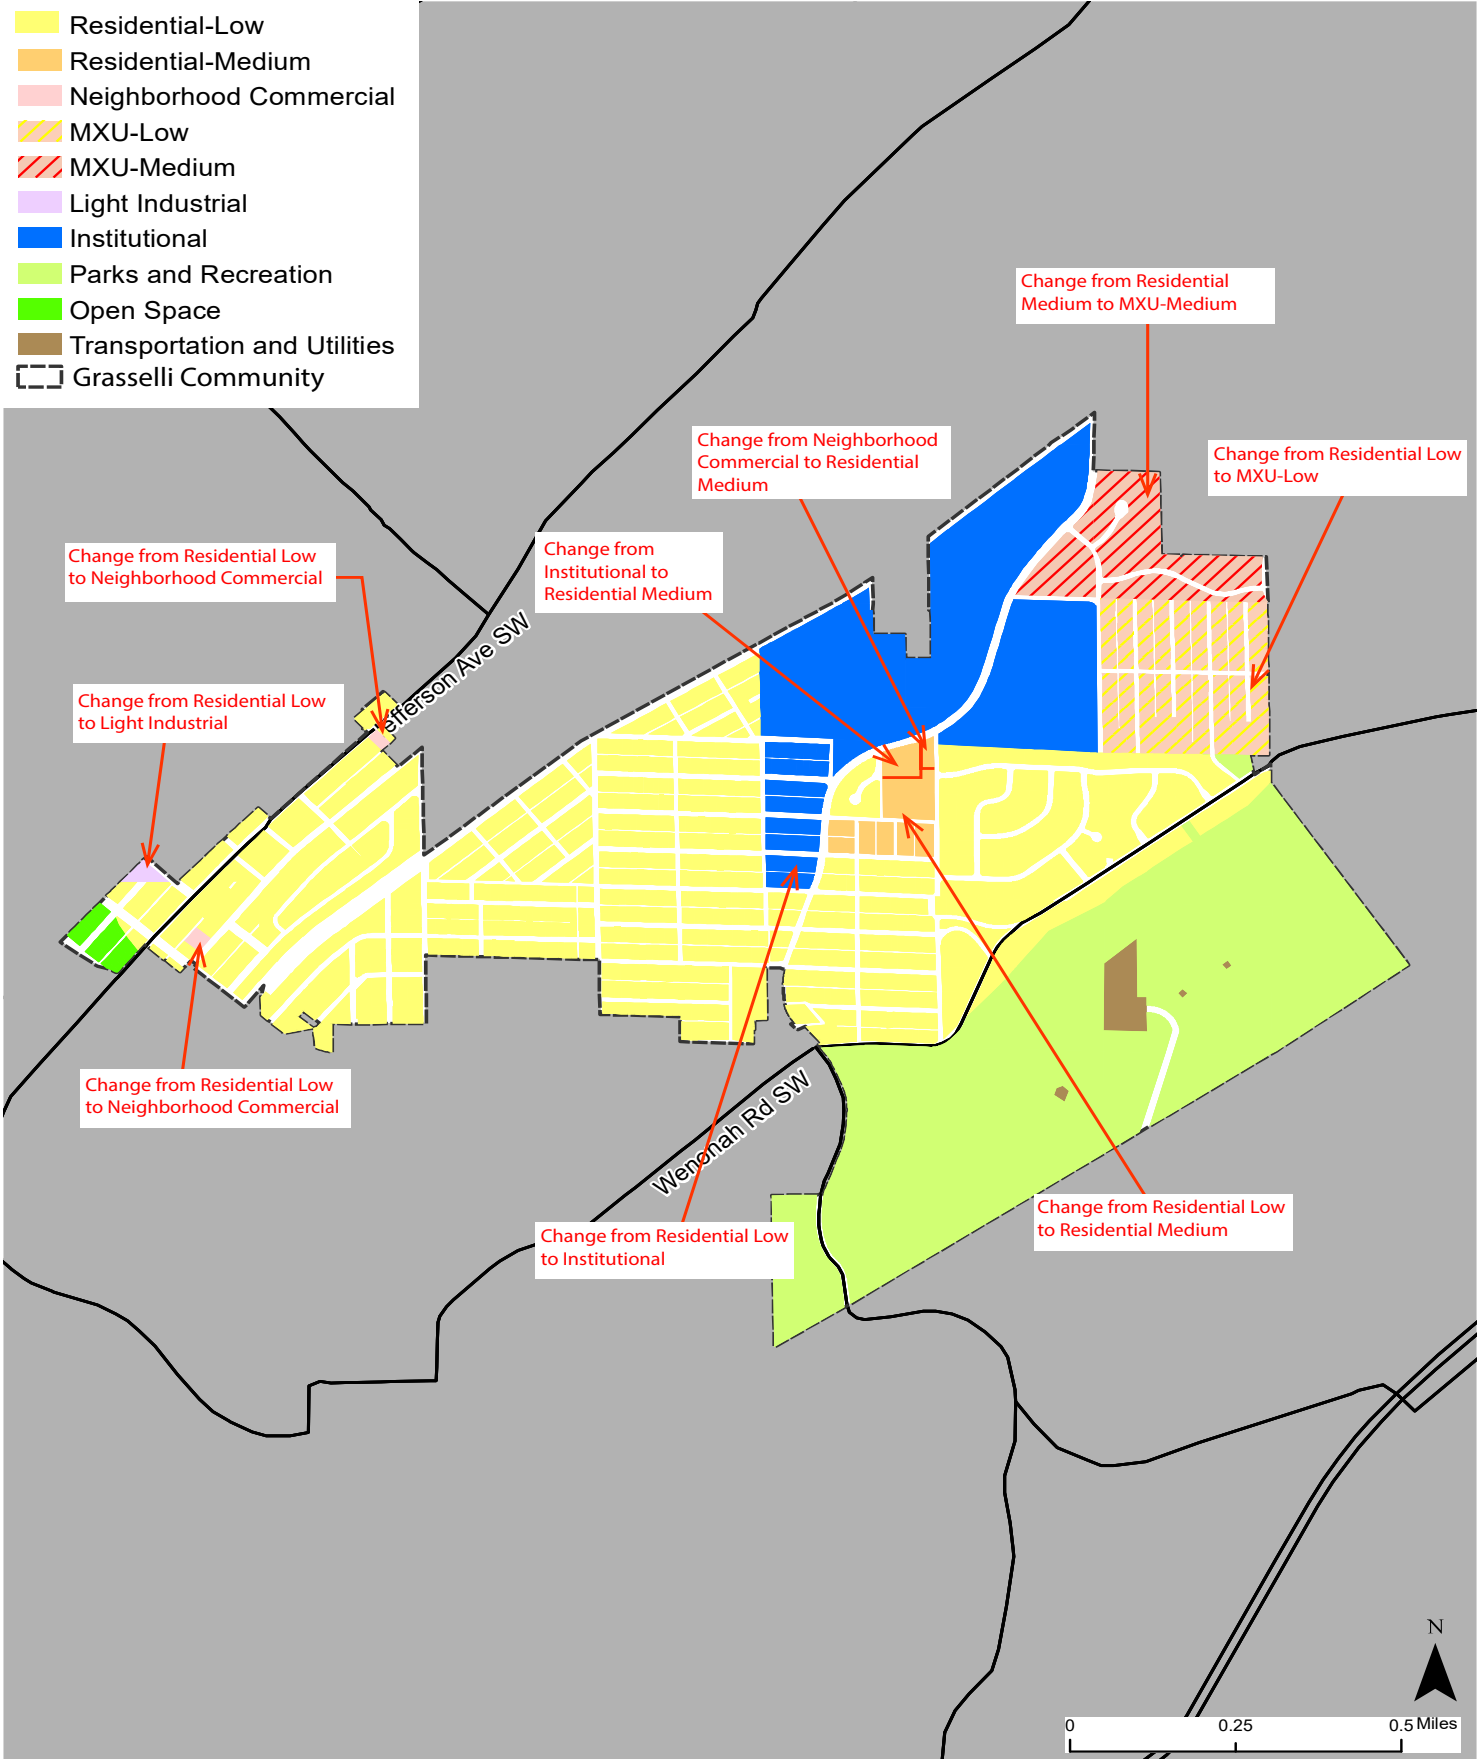 Residential-Low
Residential-Medium
Neighborhood Commercial
MXU-Low
MXU-Medium
Light Industrial
Institutional
Parks and Recreation
Open Space
Transportation and Utilities
Grasselli Community
Change from Residential
Medium to MXU-Medium
Change from Neighborhood
Commercial to Residential
Medium
Change from Residential Low
to MXU-Low
Change from
Institutional to
Residential Medium
Change from Residential Low
to Neighborhood Commercial
Jefferson Ave SW
Change from Residential Low
to Light Industrial
Change from Residential Low
to Neighborhood Commercial
Wenonah Rd SW
Change from Residential Low
to Residential Medium
Change from Residential Low
to Institutional
N
0 0.25 0.5 Miles